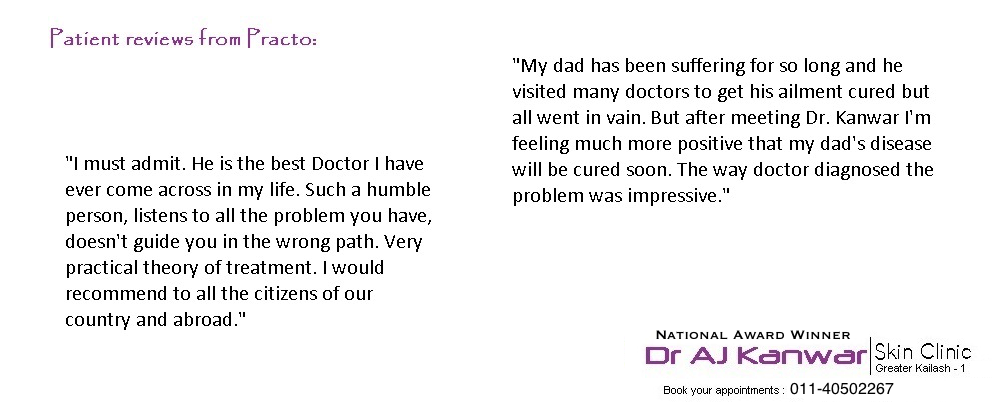 Patient reviews from Practo:
"I must admit. He is the best Doctor I have
ever come across in my life. Such a humble
person, listens to all the problem you have,
doesn't guide you in the wrong path. Very
practical theory of treatment. I would
recommend to all the citizens of our
country and abroad."
"My dad has been suffering for so long and he
visited many doctors to get his ailment cured but
all went in vain. But after meeting Dr. Kanwar I'm
feeling much more positive that my dad's disease
will be cured soon. The way doctor diagnosed the
problem was impressive."
National Award Winner
Dr AJ Kanwar Skin Clinic
Greater Kailash - 1
Book your appointments : 011-40502267